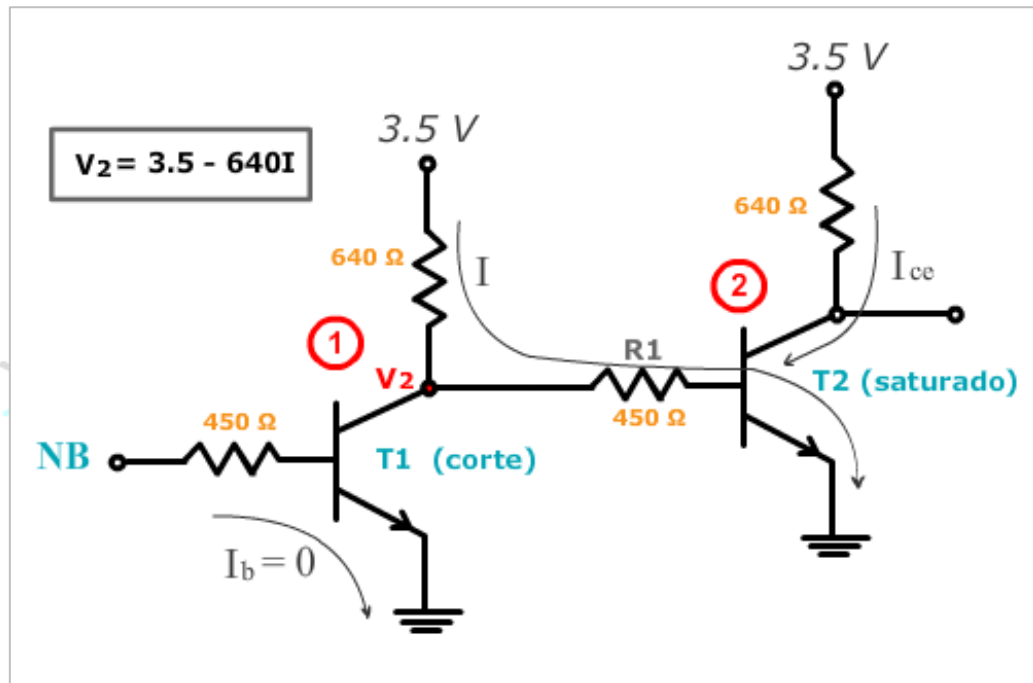 3.5 V
3.5 V
V2 = 3.5 - 640I
640 Ω
640 Ω
I
Ice
1
2
V2
R1
450 Ω
450 Ω
T2 (saturado)
NB
T1 (corte)
Ib = 0